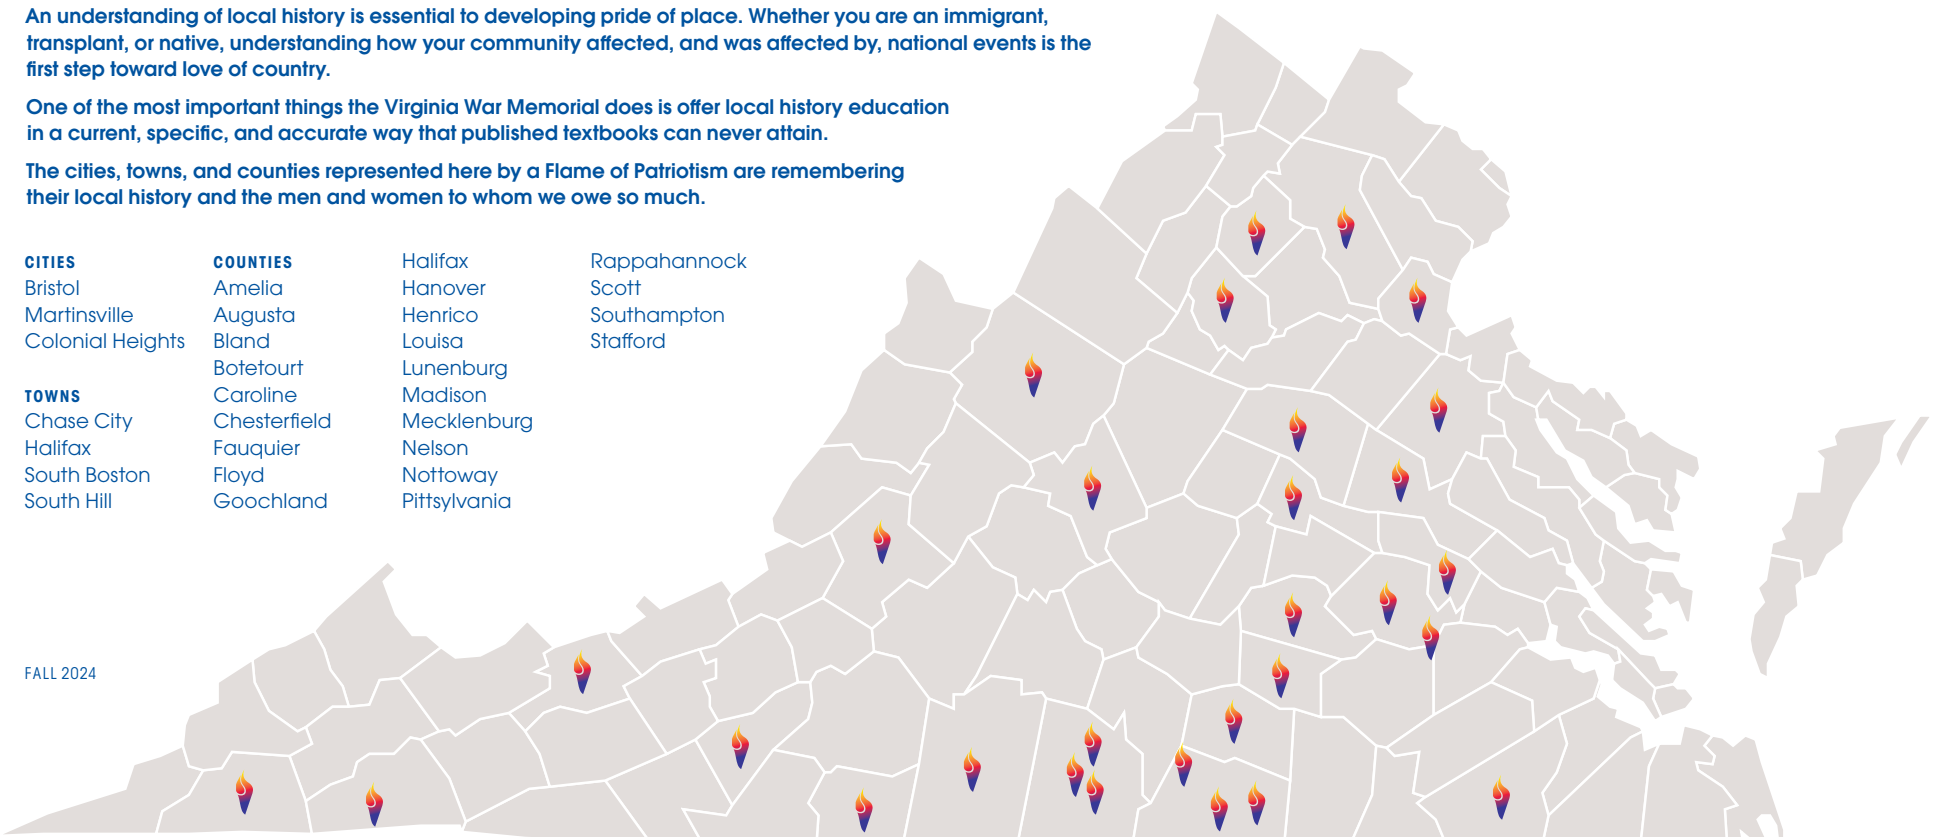 An understanding of local history is essential to developing pride of place. Whether you are an immigrant,
transplant, or native, understanding how your community affected, and was affected by, national events is the
first step toward love of country.
One of the most important things the Virginia War Memorial does is offer local history education
in a current, specific, and accurate way that published textbooks can never attain.
The cities, towns, and counties represented here by a Flame of Patriotism are remembering
their local history and the men and women to whom we owe so much.
CITIES
Bristol
Martinsville
Colonial Heights
TOWNS
Chase City
Halifax
South Boston
South Hill
COUNTIES
Amelia
Augusta
Bland
Botetourt
Caroline
Chesterfield
Fauquier
Floyd
Goochland
Halifax
Hanover
Henrico
Louisa
Lunenburg
Madison
Mecklenburg
Nelson
Nottoway
Pittsylvania
Rappahannock
Scott
Southampton
Stafford
FALL 2024